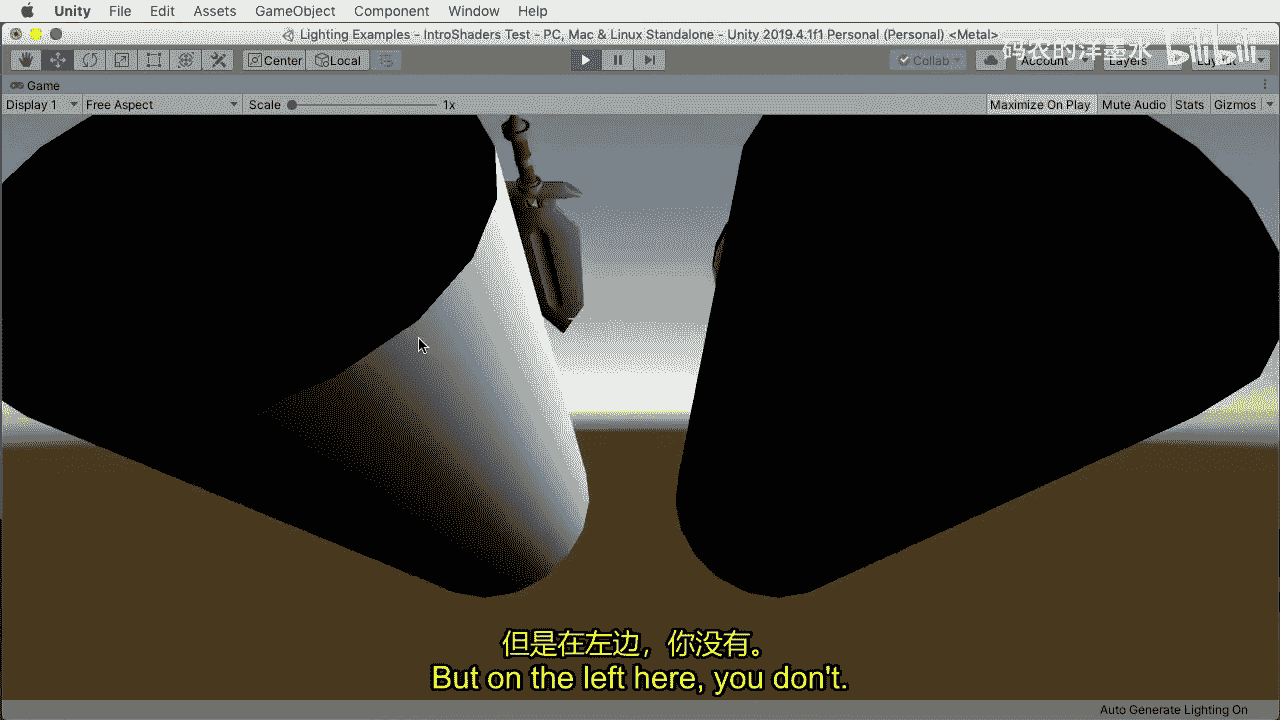 Unity File Edit Assets GameObject Component Window Help
Lighting Examples - IntroShaders Test - PC, Mac & Linux Standalone - Unity 2019.4.1f1 Personal (Personal) <Metal>
码农的洋墨水 bilibili
Center Local Collab Account Layers
Game
Display 1 Free Aspect Scale 1x Maximize On Play Mute Audio Stats Gizmos
但是在左边，你没有。
But on the left here, you don't.
Auto Generate Lighting On